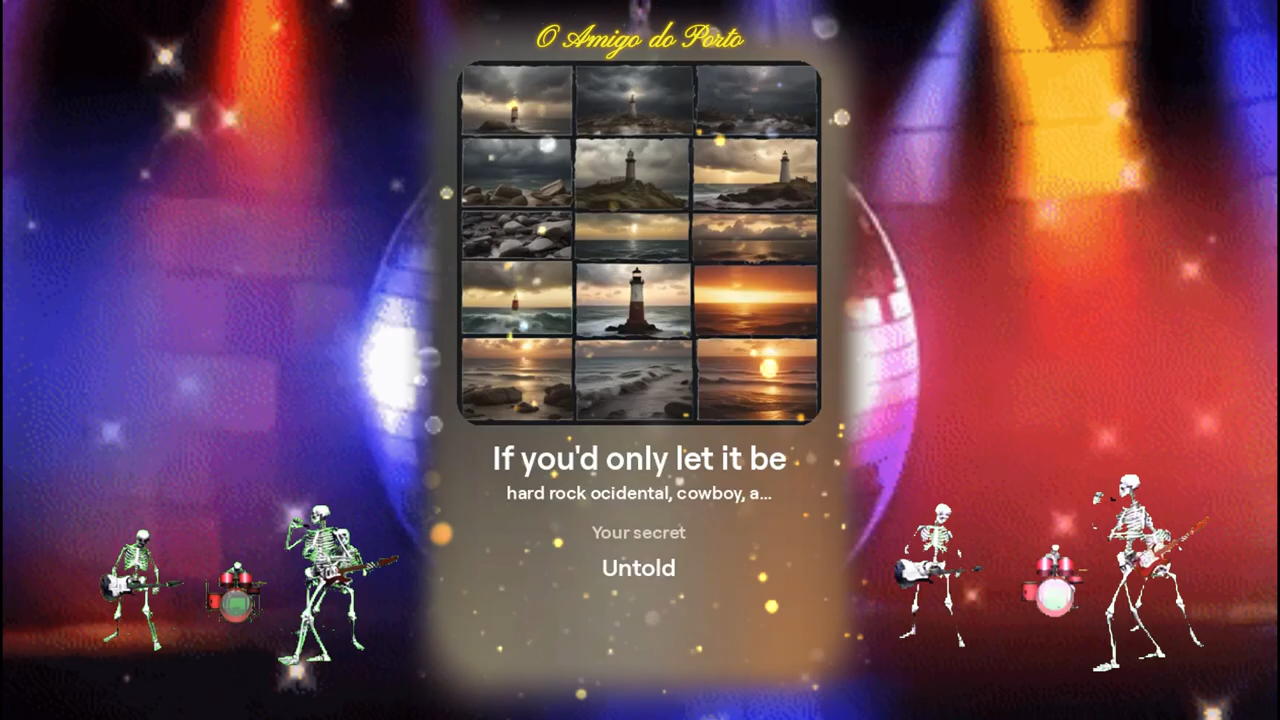 O Amigo do Porto
If you'd only let it be
hard rock ocidental, cowboy, a...
Your secret
Untold